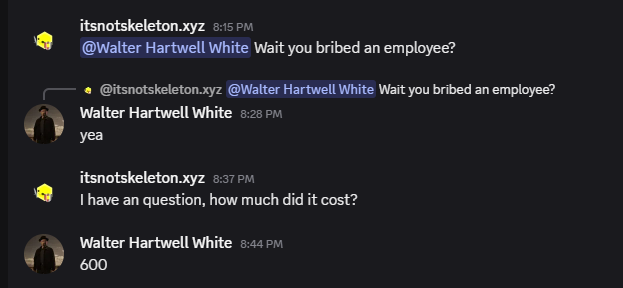 itsnotskeleton.xyz 8:15 PM
@Walter Hartwell White Wait you bribed an employee?
@itsnotskeleton.xyz @Walter Hartwell White Wait you bribed an employee?
Walter Hartwell White 8:28 PM
yea
itsnotskeleton.xyz 8:37 PM
I have an question, how much did it cost?
Walter Hartwell White 8:44 PM
600